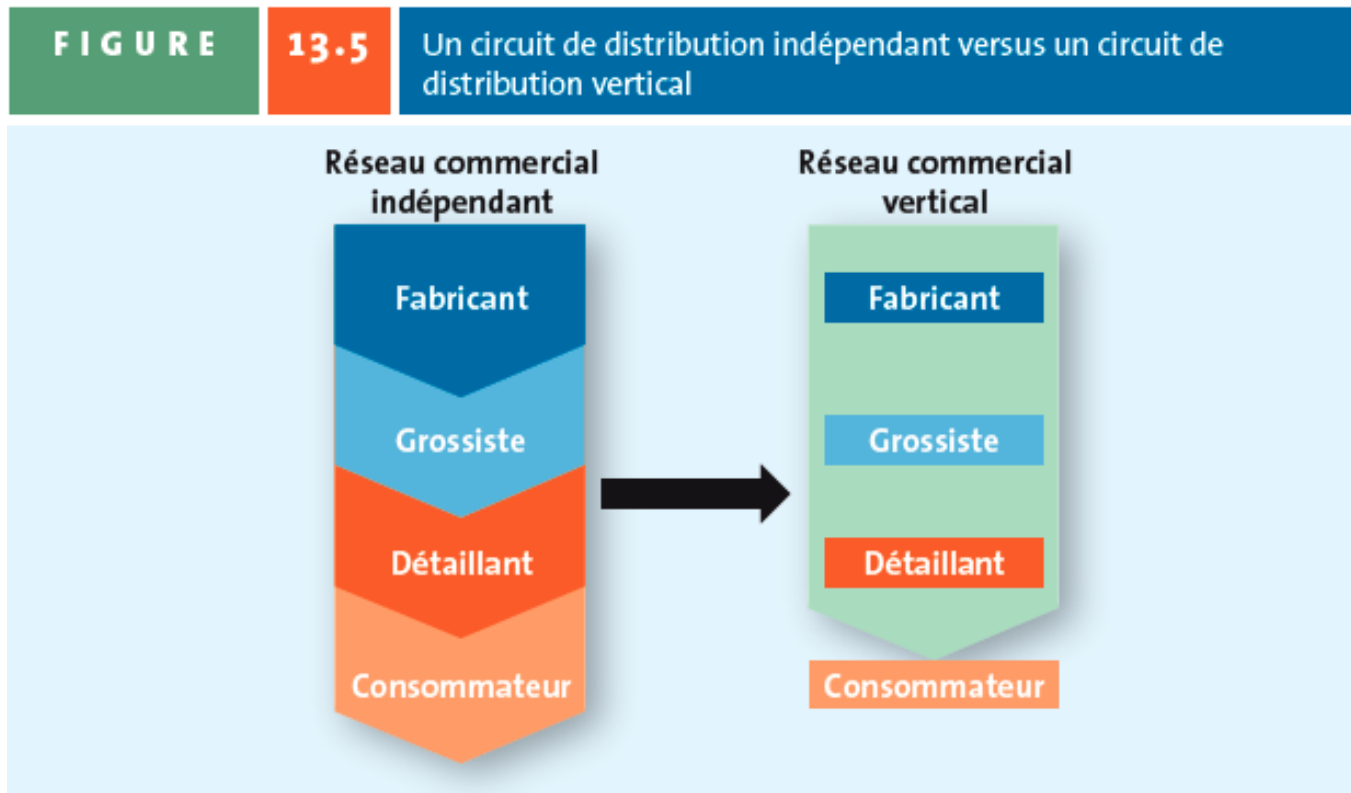 FIGURE 13.5
Un circuit de distribution indépendant versus un circuit de
distribution vertical
Réseau commercial
indépendant
Fabricant
Grossiste
Détaillant
Consommateur
Réseau commercial
vertical
Fabricant
Grossiste
Détaillant
Consommateur